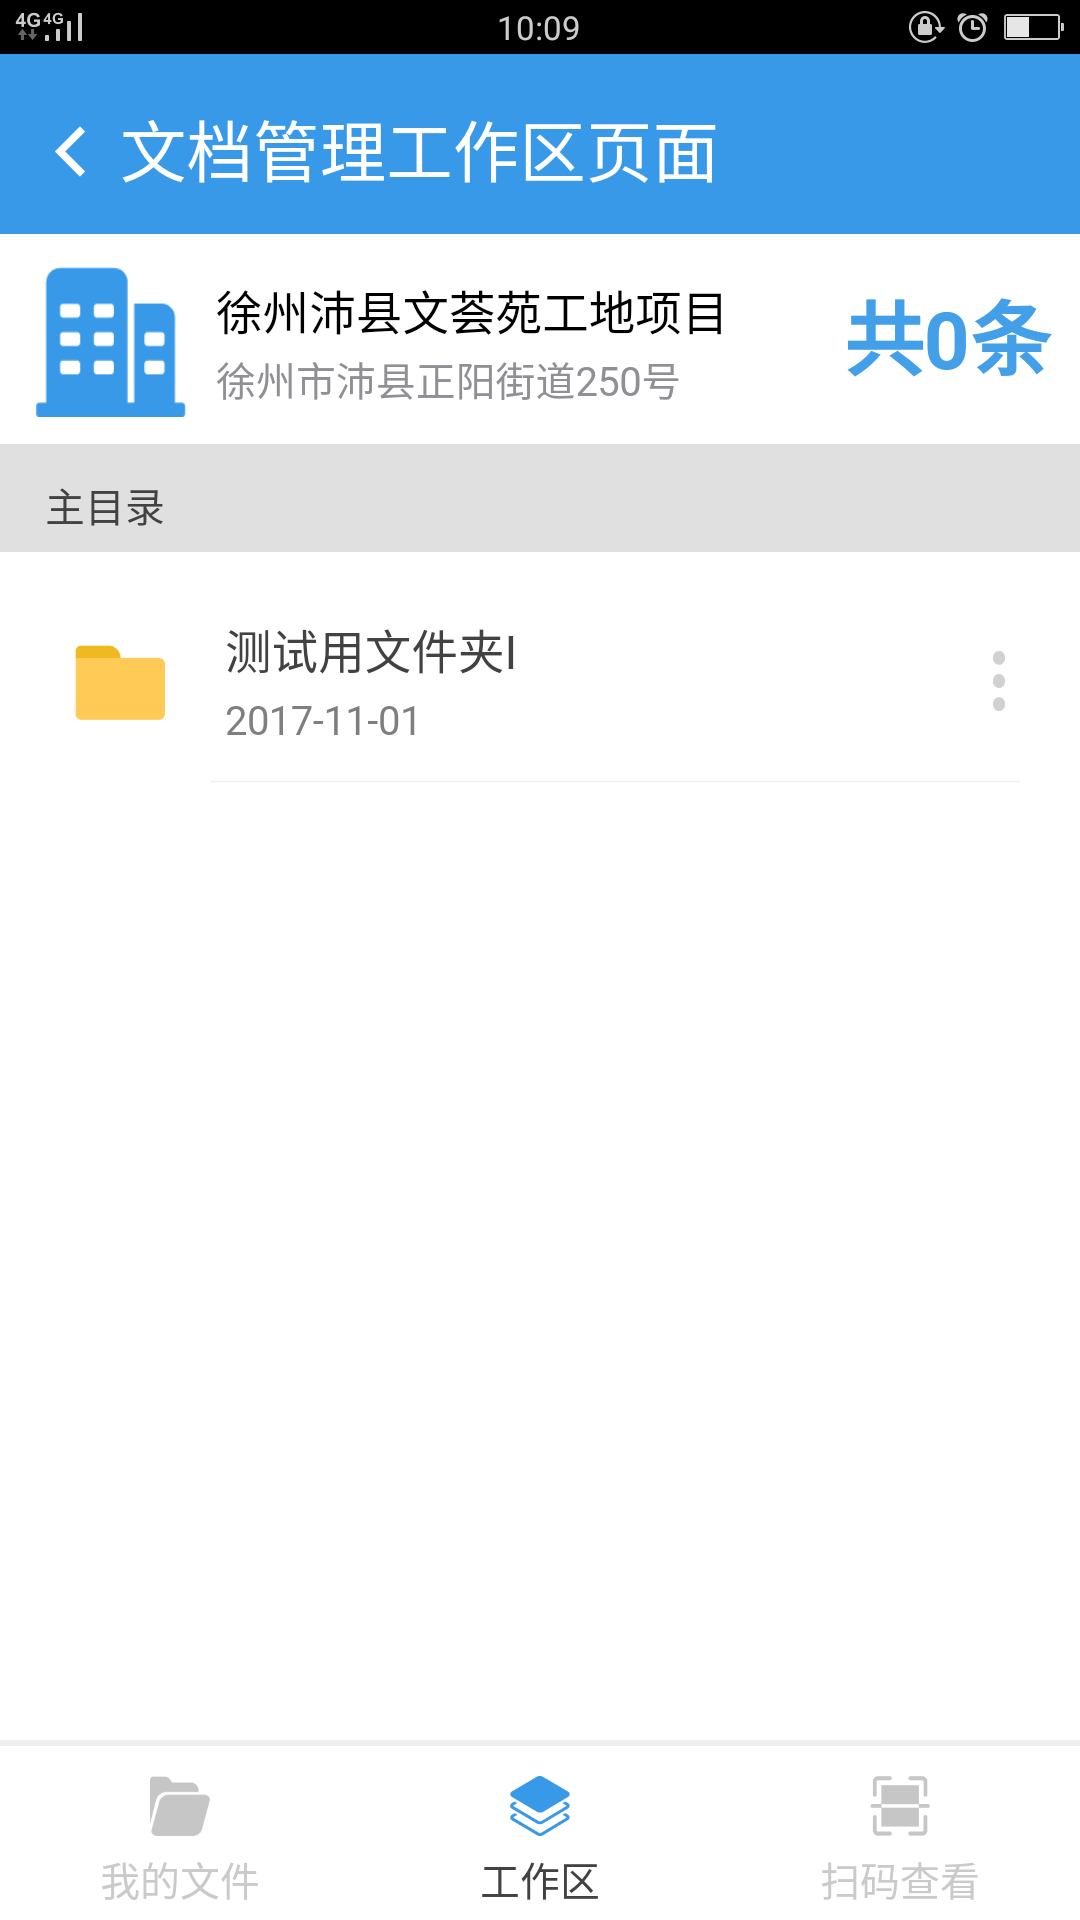 4G 4G 10:09
文档管理工作区页面
徐州沛县文荟苑工地项目
共0条
徐州市沛县正阳街道250号
主目录
测试用文件夹I
2017-11-01
我的文件 工作区 扫码查看